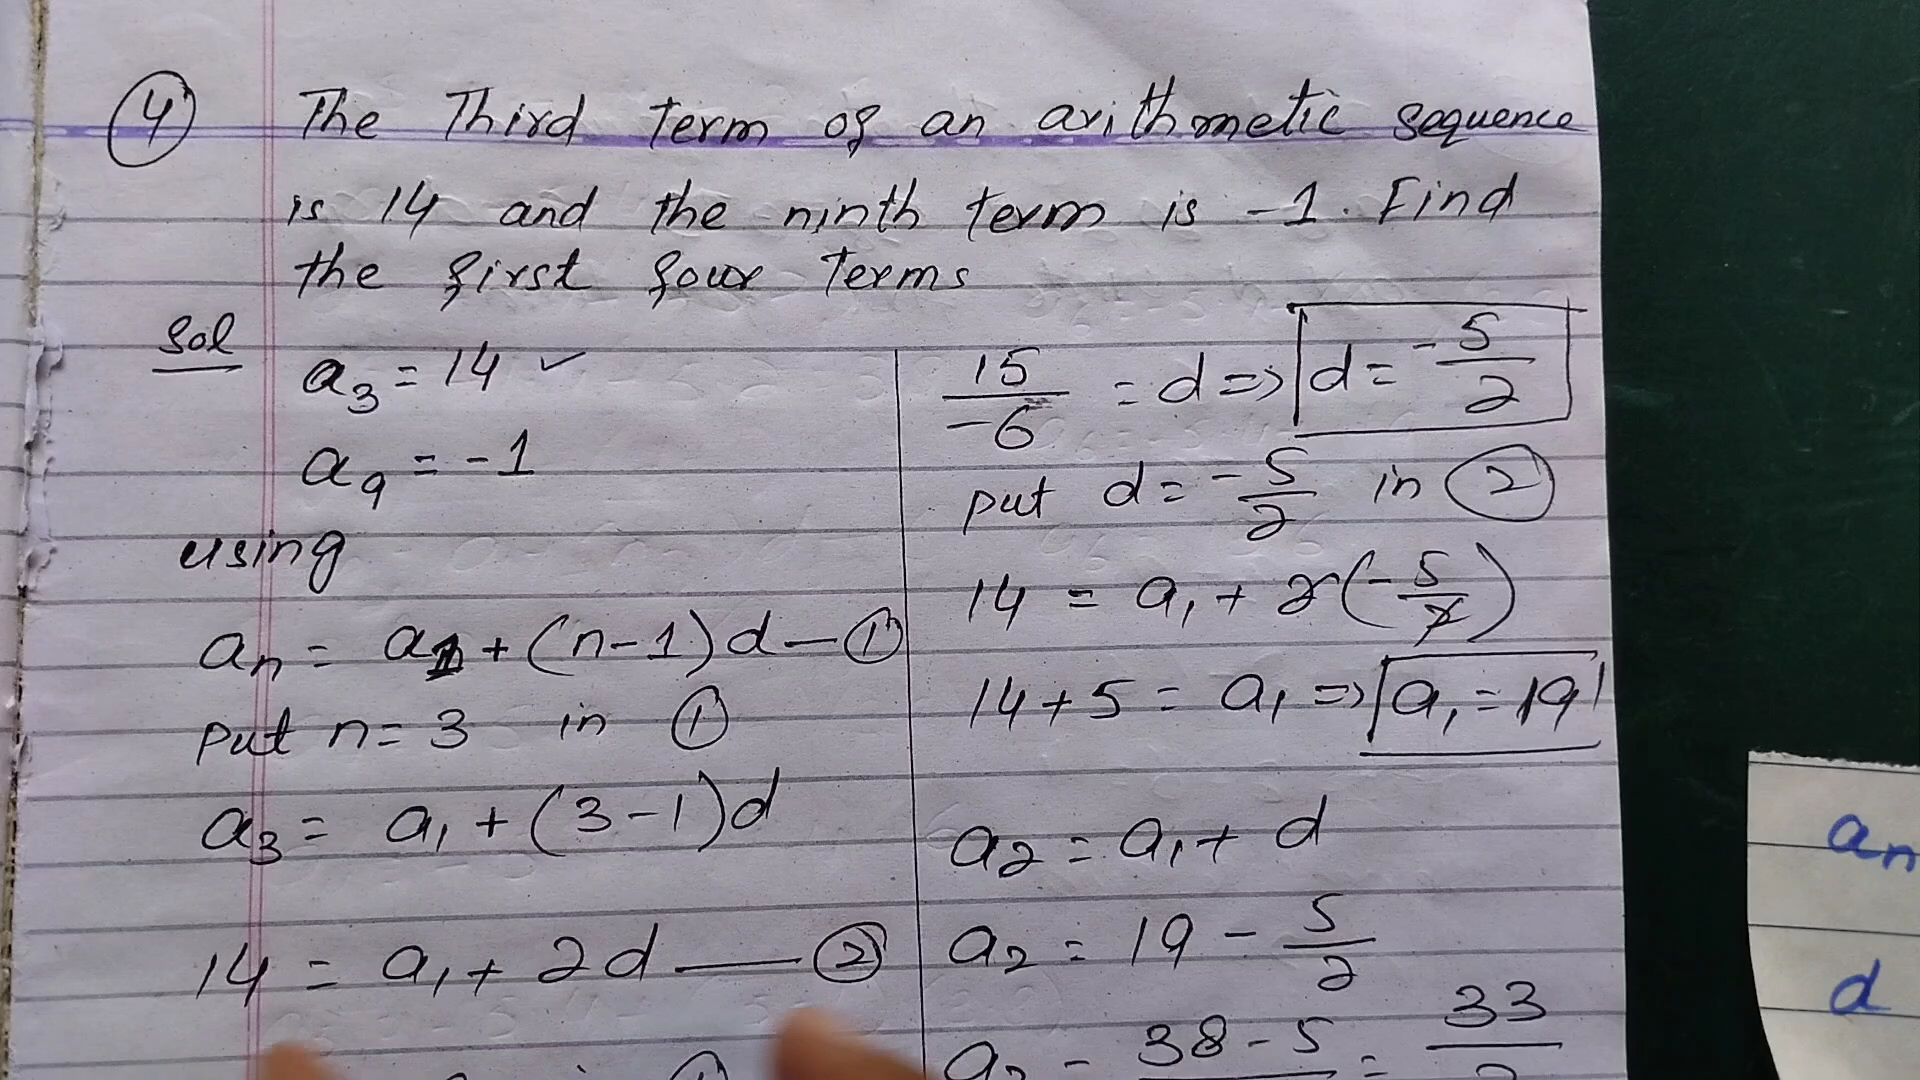 ④ The Third Term of an arithmetic sequence
is 14 and the ninth term is -1. Find
the first four Terms
Sol
a₃ = 14 ✓
a₉ = -1
using
aₙ = a₁ + (n-1)d — ①
put n = 3 in ①
a₃ = a₁ + (3-1)d
14 = a₁ + 2d — ②
①
15/-6 = d => d = -5/2
put d = -5/2 in ②
14 = a₁ + 2(-5/2)
14 + 5 = a₁ => a₁ = 19
a₂ = a₁ + d
a₂ = 19 - 5/2
a₂ = 38-5 = 33
aₙ
d